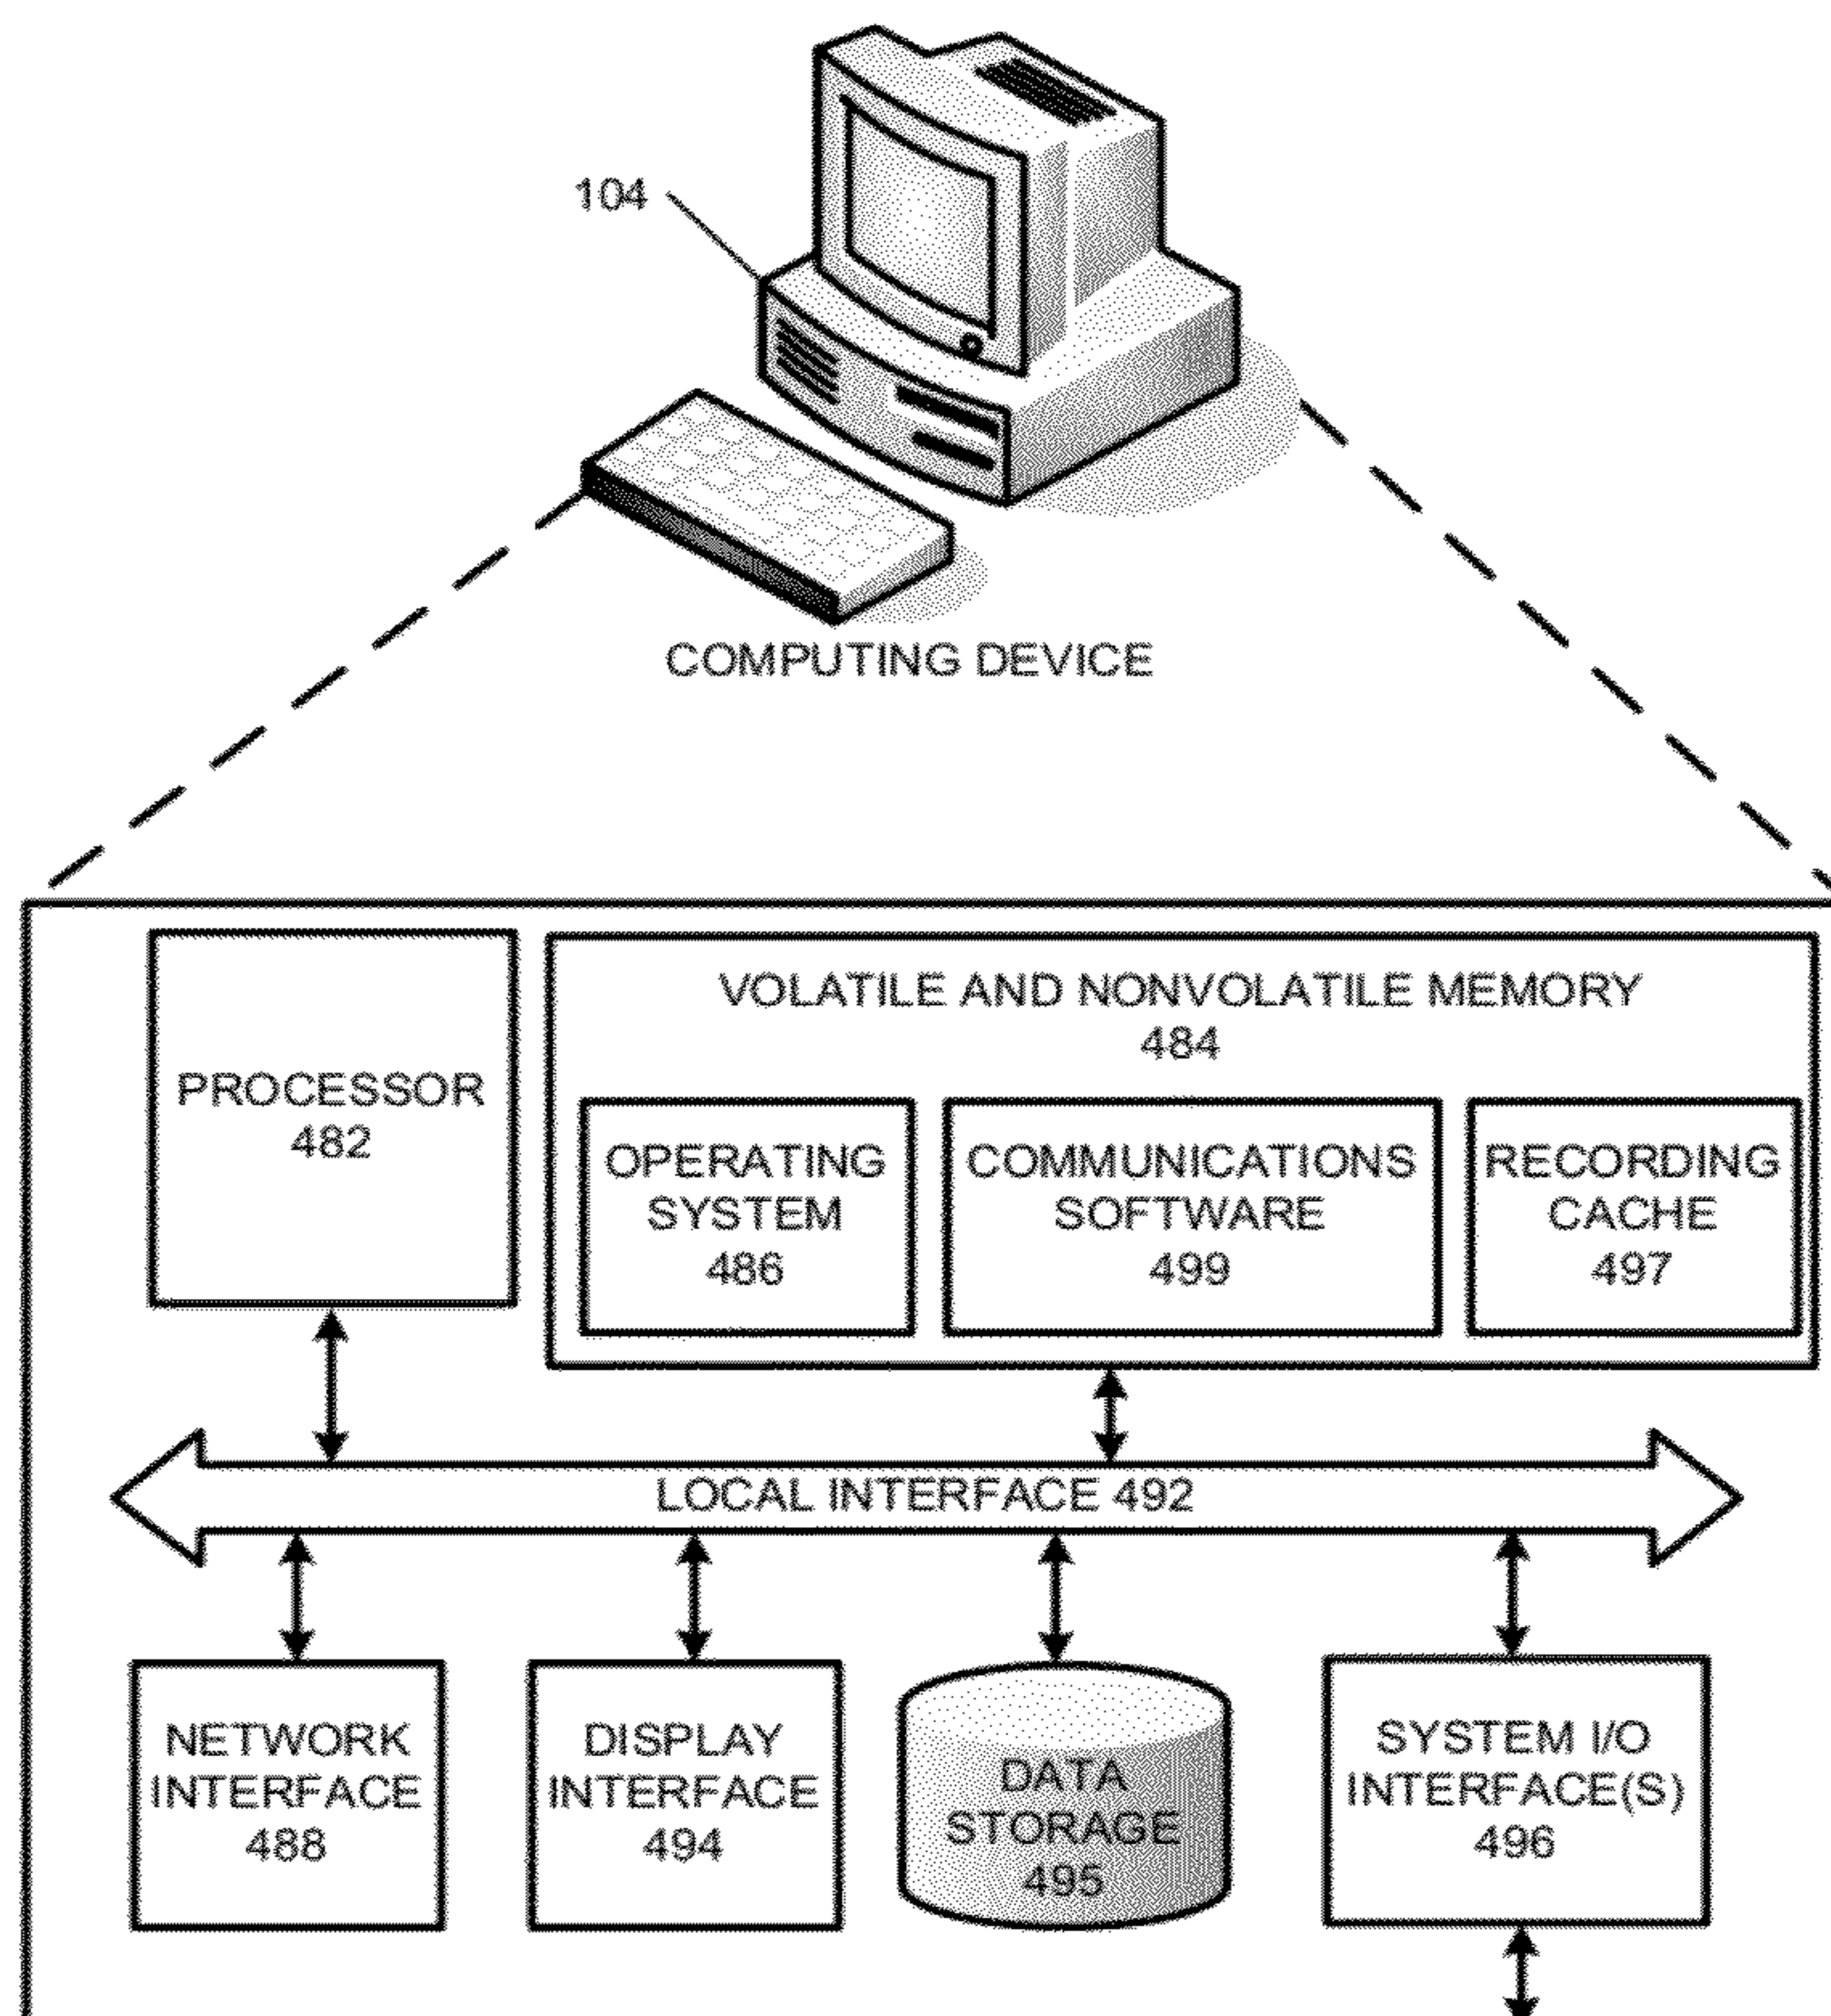 104
COMPUTING DEVICE
PROCESSOR
482
VOLATILE AND NONVOLATILE MEMORY
484
OPERATING
SYSTEM
486
COMMUNICATIONS
SOFTWARE
499
RECORDING
CACHE
497
LOCAL INTERFACE 492
NETWORK
INTERFACE
488
DISPLAY
INTERFACE
494
DATA
STORAGE
495
SYSTEM I/O
INTERFACE(S)
496